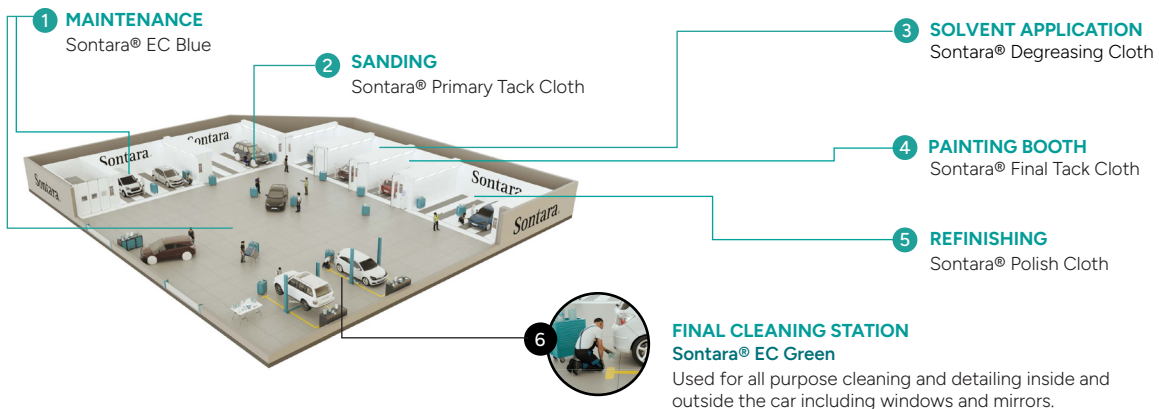 1 MAINTENANCE
Sontara® EC Blue
2 SANDING
Sontara® Primary Tack Cloth
3 SOLVENT APPLICATION
Sontara® Degreasing Cloth
4 PAINTING BOOTH
Sontara® Final Tack Cloth
5 REFINISHING
Sontara® Polish Cloth
Sontara
Sontara
Sontara
Sontara
Sontara
6
FINAL CLEANING STATION
Sontara® EC Green
Used for all purpose cleaning and detailing inside and
outside the car including windows and mirrors.